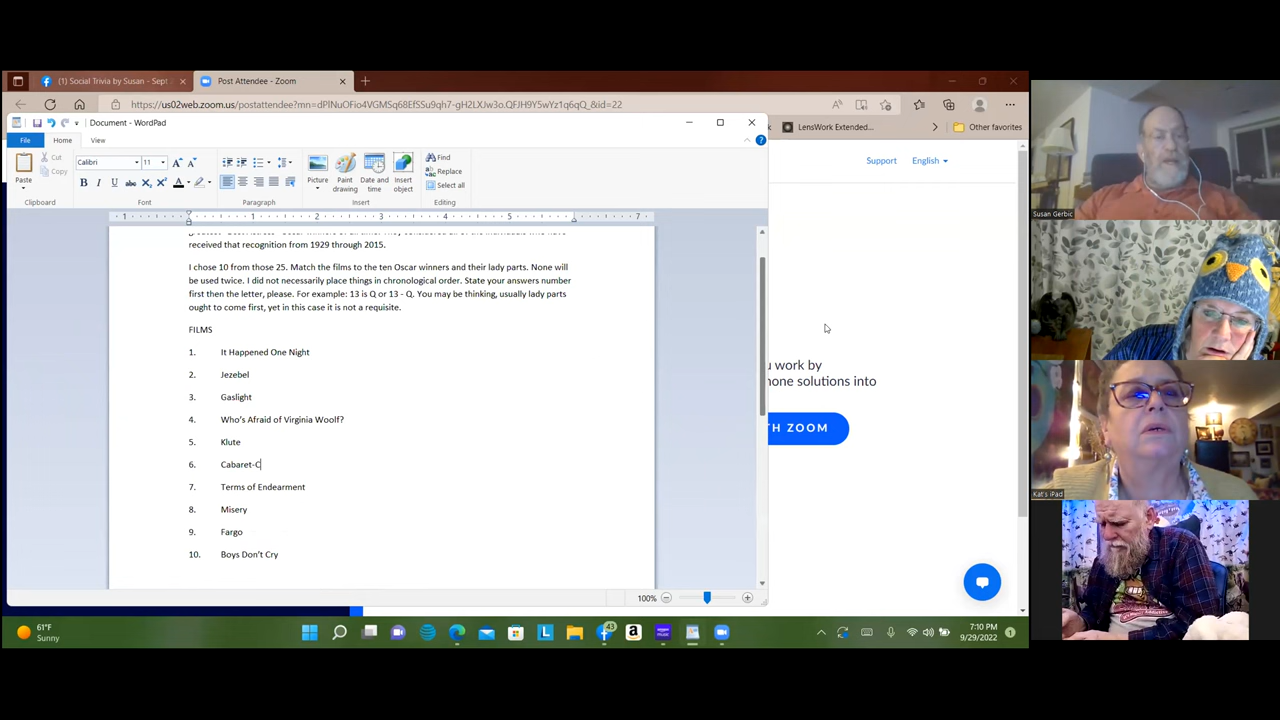 (1) Social Trivia by Susan - Sept
Post Attendee - Zoom
https://us02web.zoom.us/postattendee?mn=
&id=22
LensWork Extended...
Other favorites
Document - WordPad
File
Home
View
Support
English
Paste
Cut
Copy
Calibri
11
Picture
Paint drawing
Date and time
Insert object
Find
Replace
Select all
Clipboard
Font
Paragraph
Insert
Editing
1 1 2 3 4 5 7
received that recognition from 1929 through 2015.
I chose 10 from those 25. Match the films to the ten Oscar winners and their lady parts. None will
be used twice. I did not necessarily place things in chronological order. State your answers number
first then the letter, please. For example: 13 is Q or 13 - Q. You may be thinking, usually lady parts
ought to come first, yet in this case it is not a requisite.
FILMS
1. It Happened One Night
2. Jezebel
3. Gaslight
4. Who's Afraid of Virginia Woolf?
5. Klute
6. Cabaret-C
7. Terms of Endearment
8. Misery
9. Fargo
10. Boys Don't Cry
100%
u work by
hone solutions into
TH ZOOM
61°F
Sunny
43
7:10 PM
9/29/2022
1
Susan Gerbic
Kat's iPad